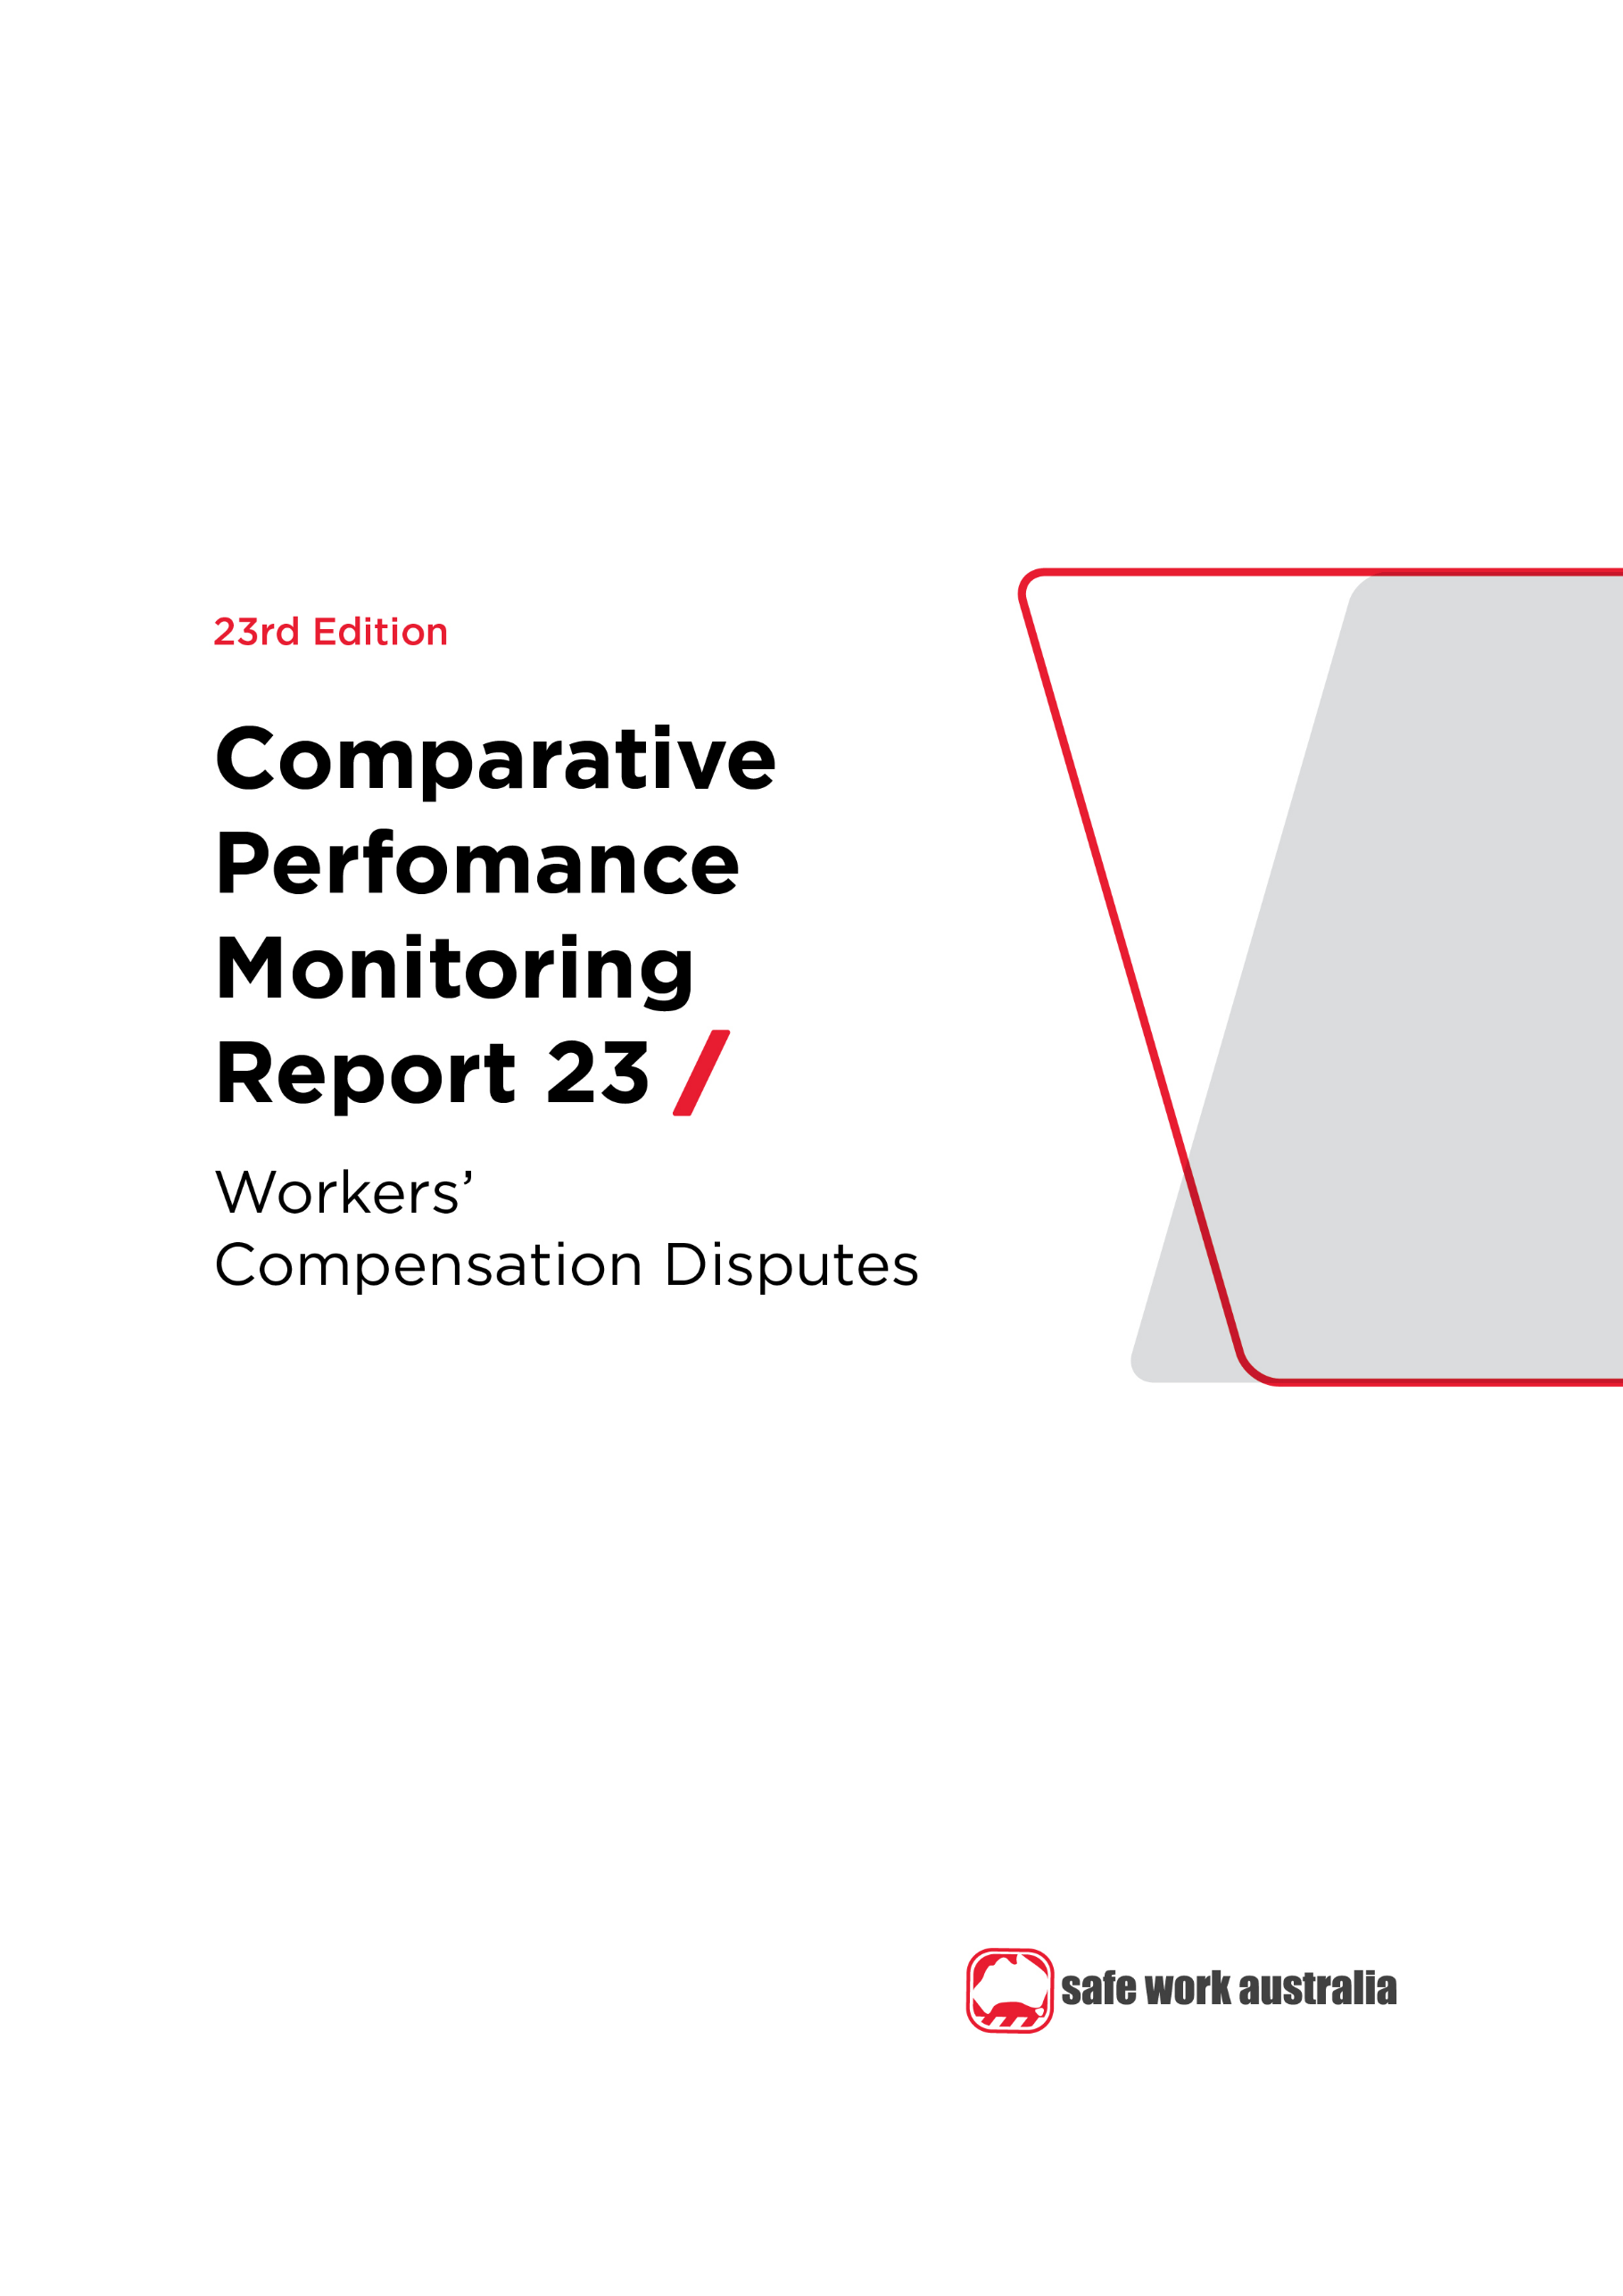 23rd Edition
Comparative
Perfomance
Monitoring
Report 23 /
Workers’
Compensation Disputes
safe work australia